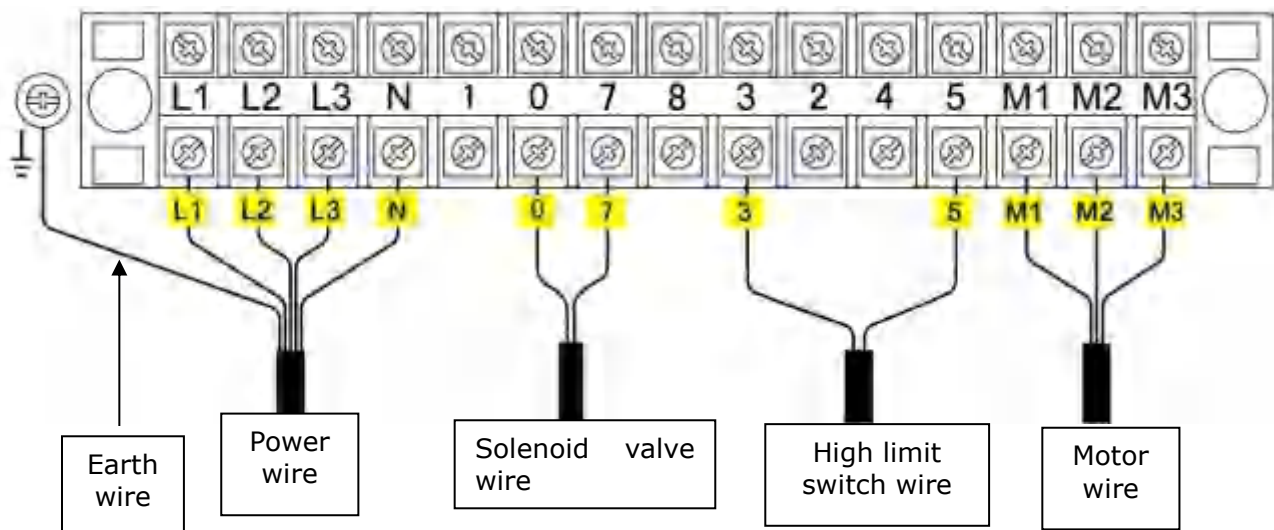 L1 L2 L3 N 1 0 7 8 3 2 4 5 M1 M2 M3
L1 L2 L3 N 0 7 3 5 M1 M2 M3
Earth
wire
Power
wire
Solenoid valve
wire
High limit
switch wire
Motor
wire